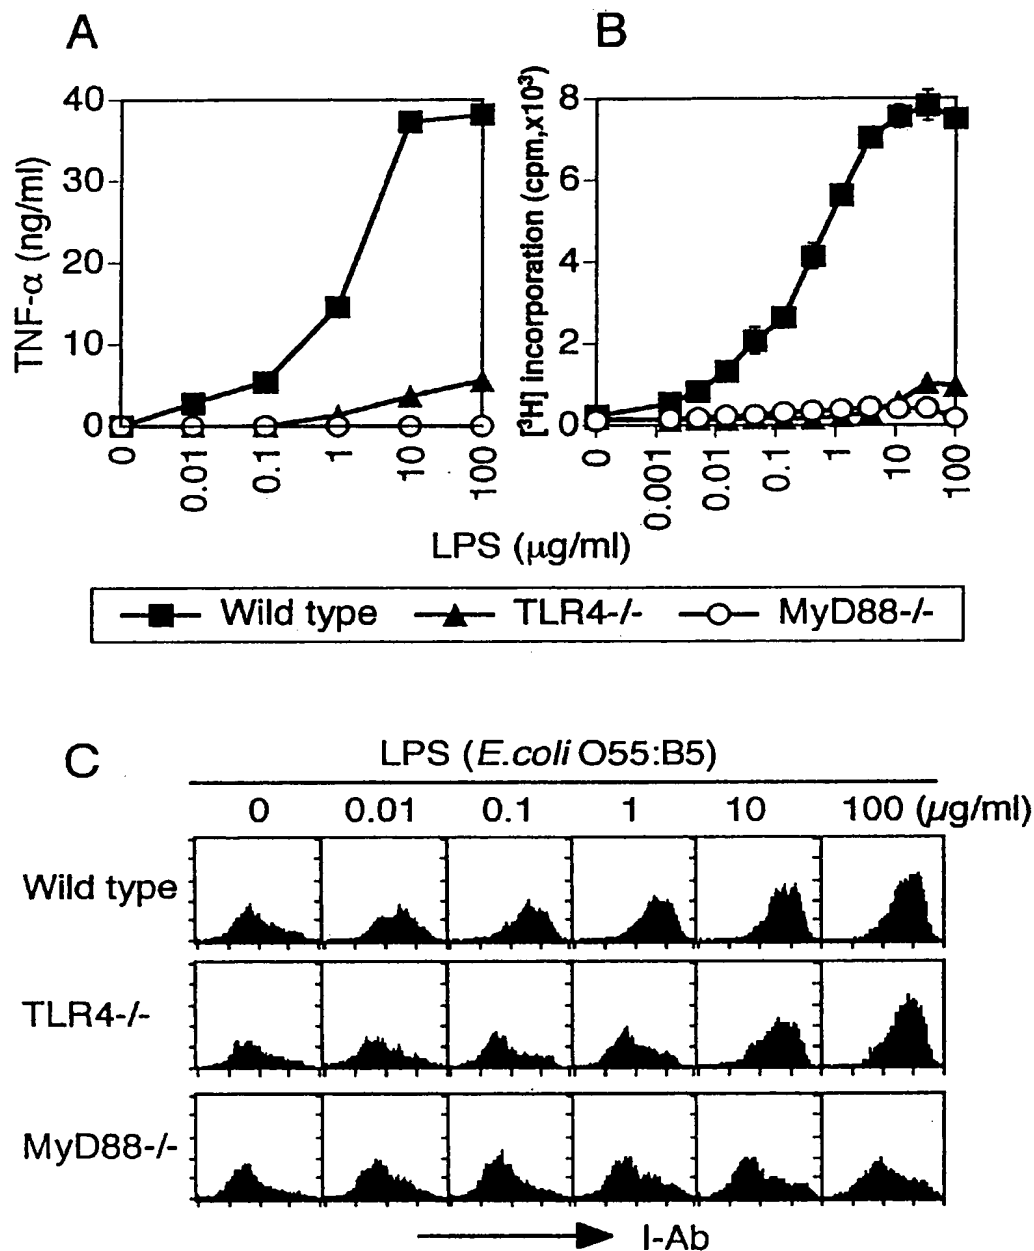 A
B
TNF-α (ng/ml)
40
30
20
10
0
0
0.01
0.1
1
10
100
[³H] incorporation (cpm,x10³)
8
6
4
2
0
0
0.001
0.01
0.1
1
10
100
LPS (μg/ml)
Wild type TLR4-/- MyD88-/-
C
LPS (E.coli O55:B5)
0 0.01 0.1 1 10 100 (μg/ml)
Wild type
TLR4-/-
MyD88-/-
I-Ab